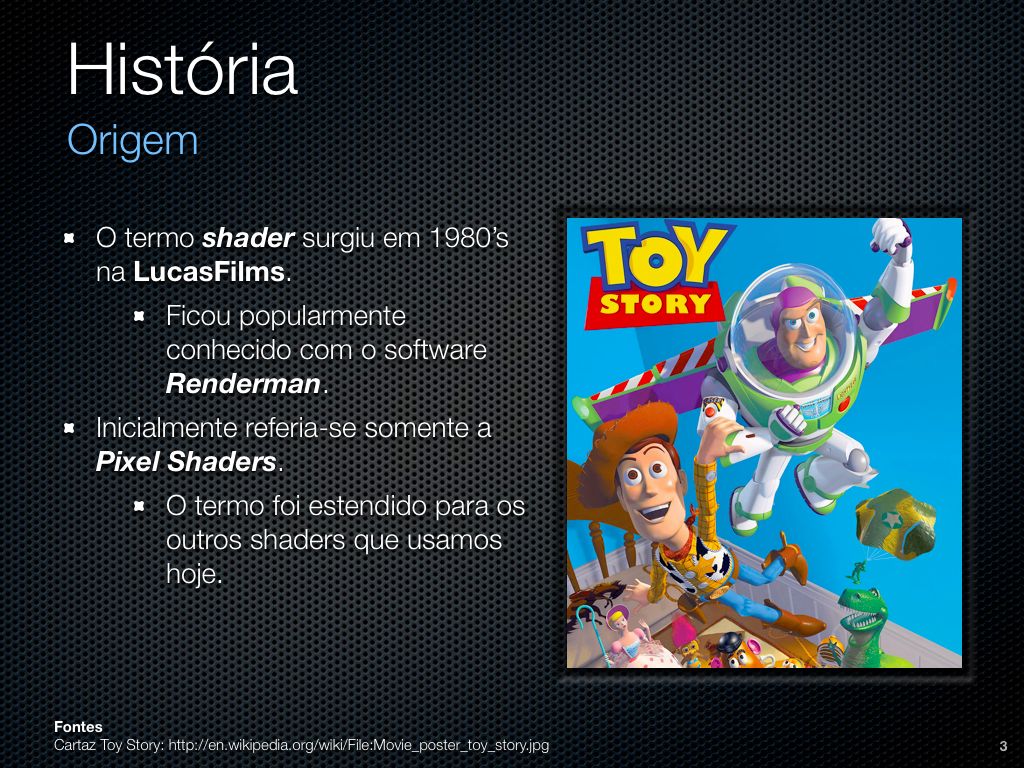 História
Origem
O termo shader surgiu em 1980’s
na LucasFilms.
Ficou popularmente
conhecido com o software
Renderman.
Inicialmente referia-se somente a
Pixel Shaders.
O termo foi estendido para os
outros shaders que usamos
hoje.
TOY
STORY
Fontes
Cartaz Toy Story: http://en.wikipedia.org/wiki/File:Movie_poster_toy_story.jpg
3